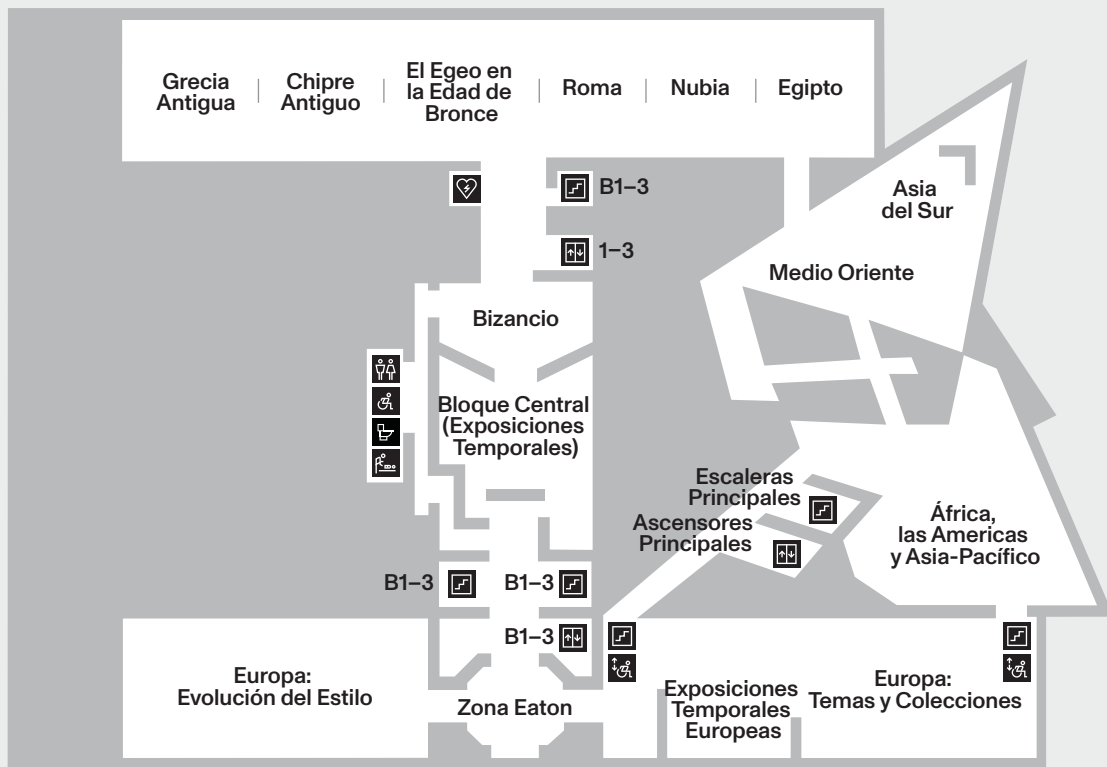 Grecia
Antigua
Chipre
Antiguo
El Egeo en
la Edad de
Bronce
Roma
Nubia
Egipto
B1–3
1–3
Asia
del Sur
Medio Oriente
Bizancio
Bloque Central
(Exposiciones
Temporales)
Escaleras
Principales
Ascensores
Principales
África,
las Americas
y Asia-Pacífico
B1–3
B1–3
B1–3
Europa:
Evolución del Estilo
Zona Eaton
Exposiciones
Temporales
Europeas
Europa:
Temas y Colecciones